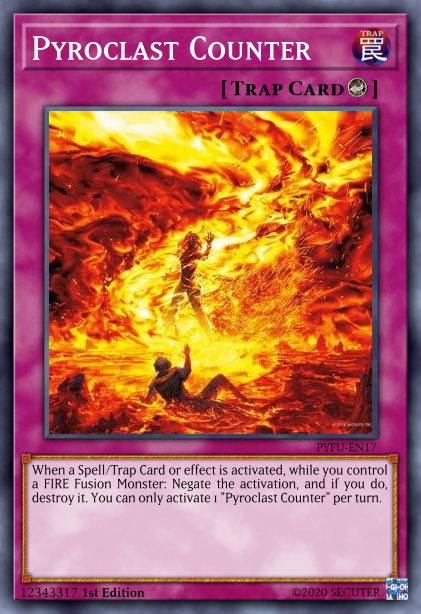 Pyroclast Counter
TRAP
罠
[Trap Card]
PYFU-EN17
When a Spell/Trap Card or effect is activated, while you control
a FIRE Fusion Monster: Negate the activation, and if you do,
destroy it. You can only activate 1 "Pyroclast Counter" per turn.
12343317 1st Edition
©2020 SECUTER